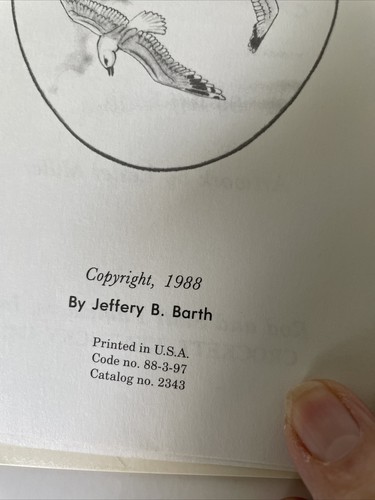 Copyright, 1988
By Jeffery B. Barth
Printed in U.S.A.
Code no. 88-3-97
Catalog no. 2343